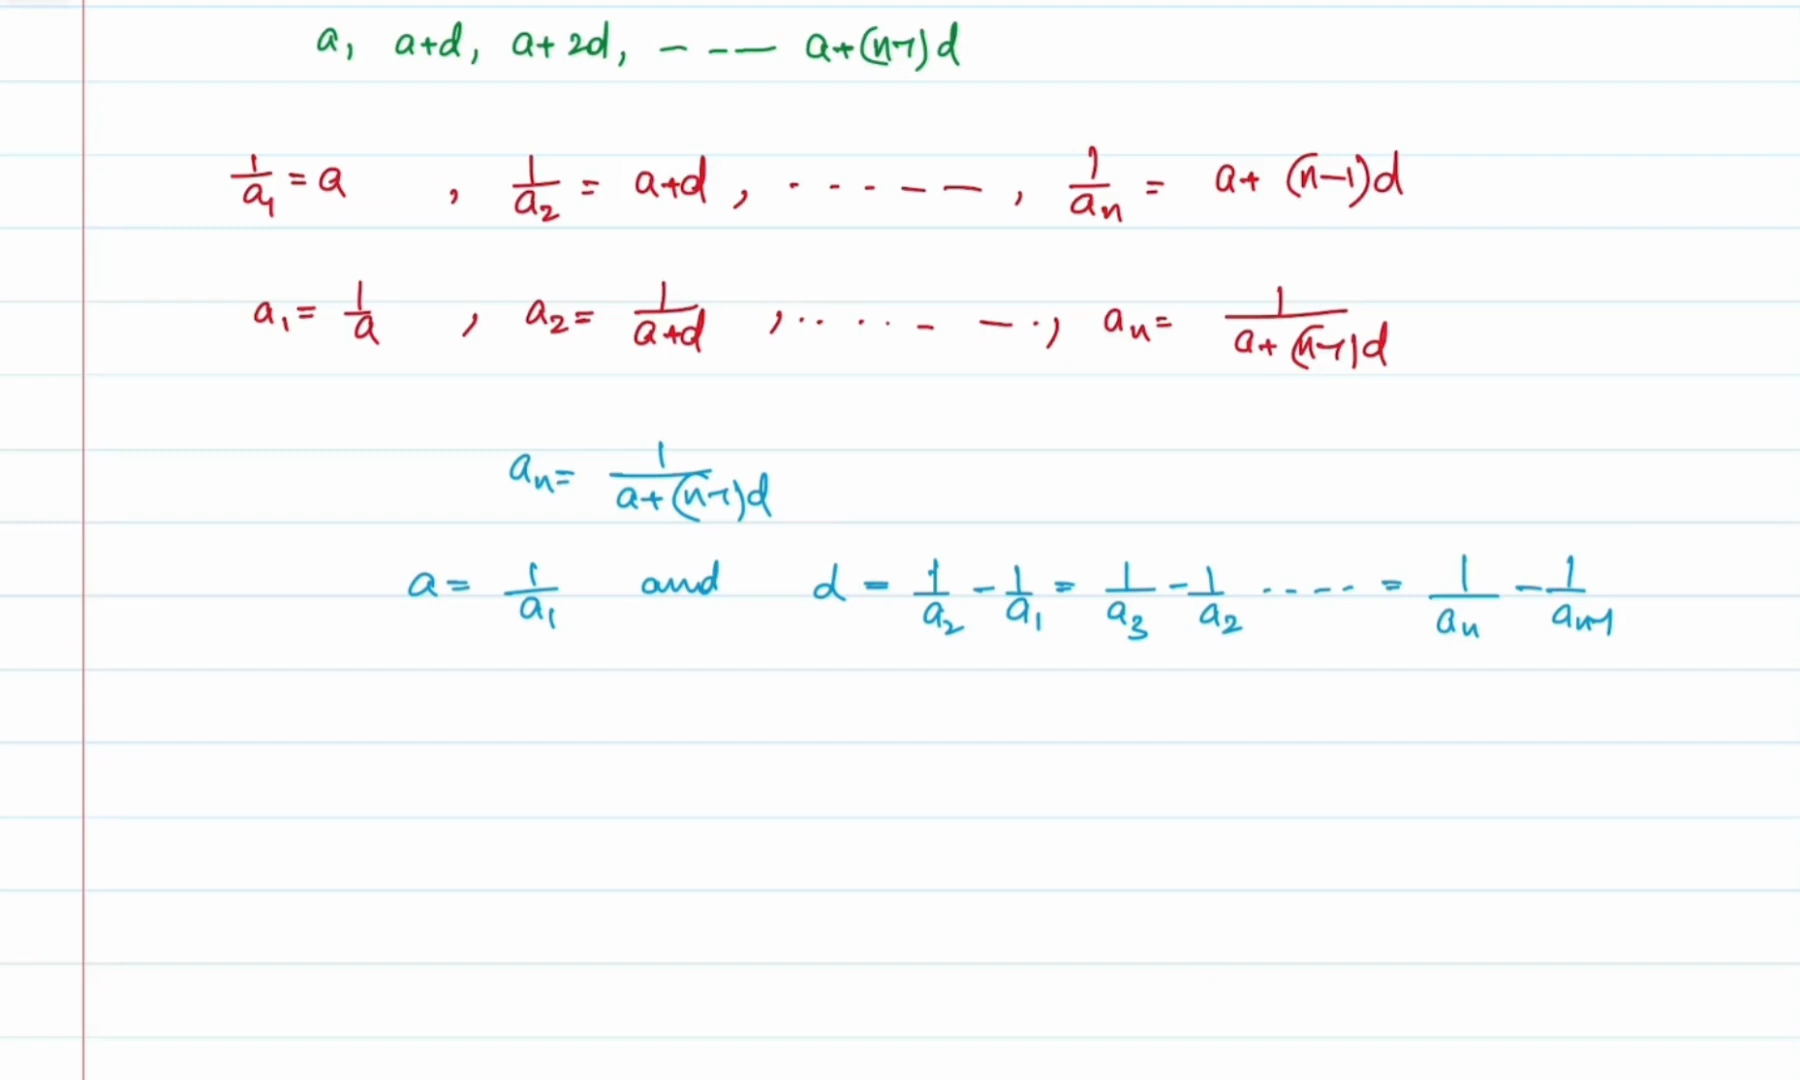 a, a+d, a+2d, ----- a+(n-1)d
1/a₁ = a , 1/a₂ = a+d, ......--, 1/aₙ = a+(n-1)d
a₁ = 1/a , a₂ = 1/(a+d) , ......--., aₙ = 1/(a+(n-1)d)
aₙ = 1/(a+(n-1)d)
a = 1/a₁ and d = 1/a₂ - 1/a₁ = 1/a₃ - 1/a₂ ..... = 1/aₙ - 1/aₙ₋₁